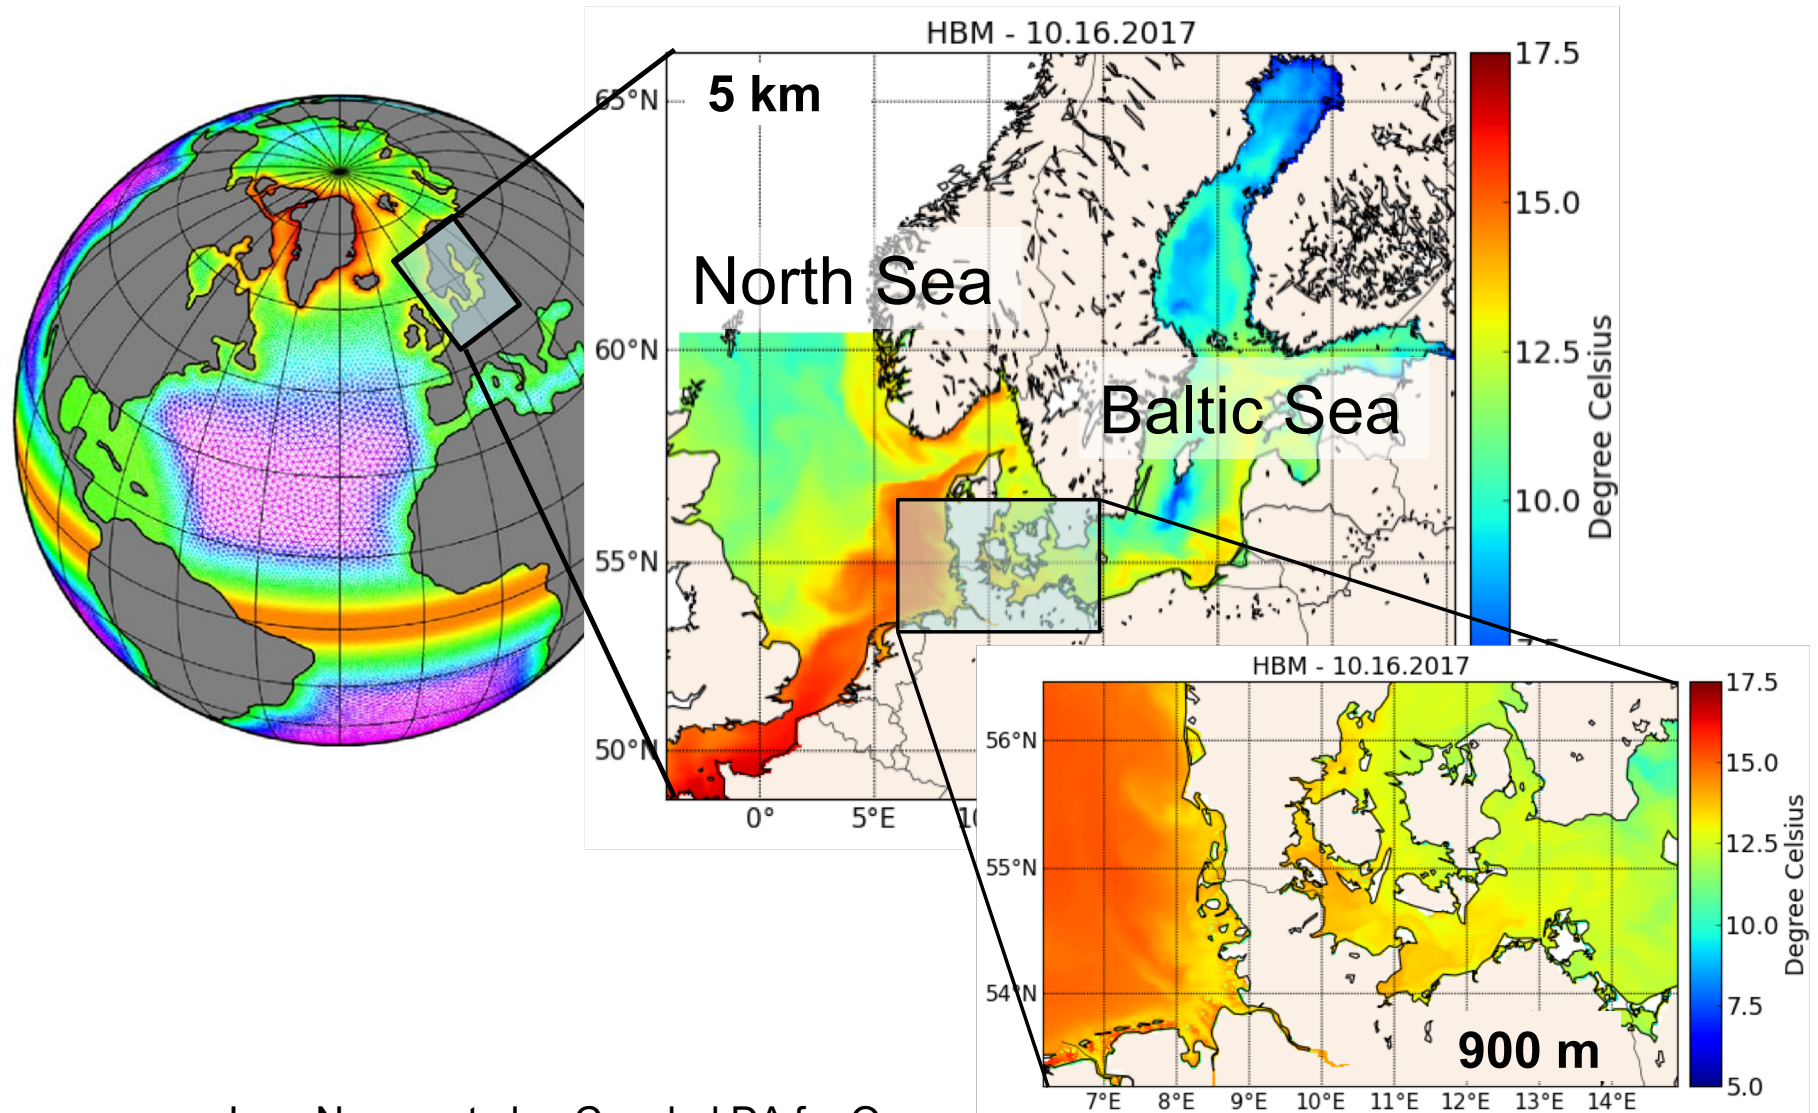 HBM - 10.16.2017
5 km
65°N
60°N
55°N
50°N
North Sea
Baltic Sea
0°
5°E
17.5
15.0
12.5
10.0
Degree Celsius
HBM - 10.16.2017
56°N
55°N
54°N
900 m
7°E
8°E
9°E
10°E
11°E
12°E
13°E
14°E
17.5
15.0
12.5
10.0
7.5
5.0
Degree Celsius